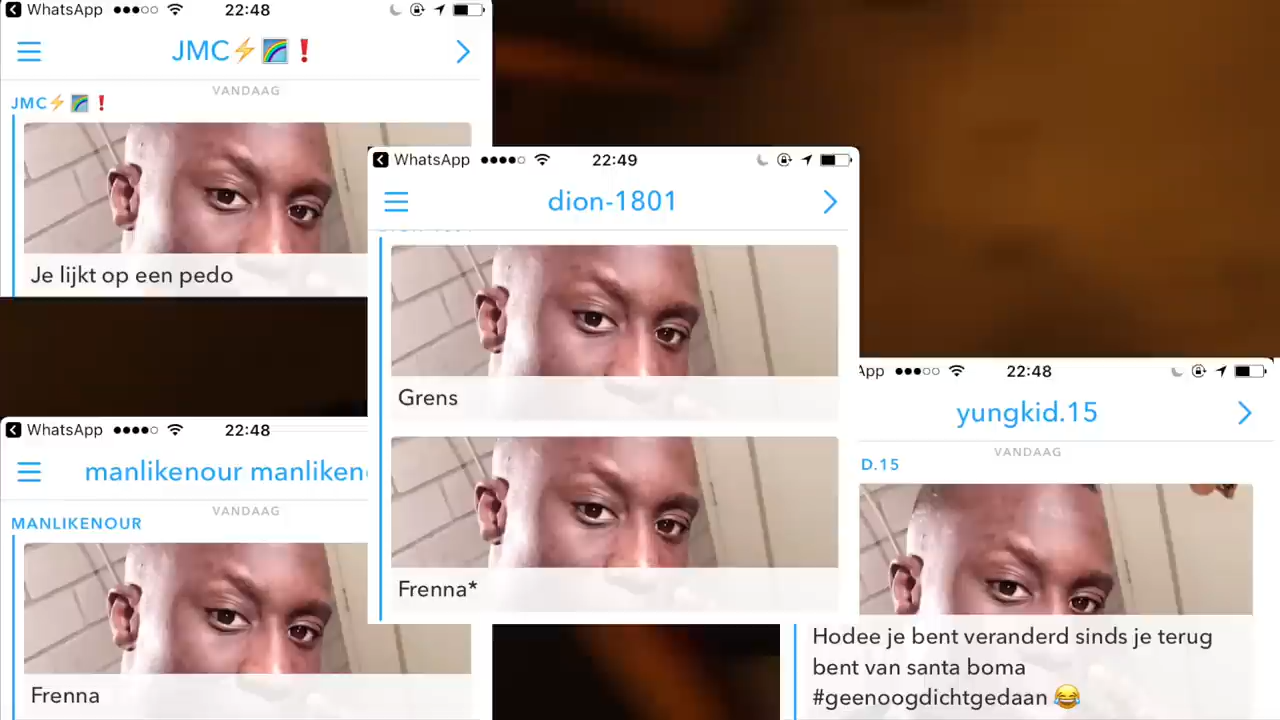 WhatsApp 22:48
JMC⚡🌈❗
VANDAAG
JMC⚡🌈❗
Je lijkt op een pedo
WhatsApp 22:49
dion-1801
Grens
Frenna*
WhatsApp 22:48
manlikenour manliken
VANDAAG
MANLIKENOUR
Frenna
App 22:48
yungkid.15
VANDAAG
D.15
Hodee je bent veranderd sinds je terug
bent van santa boma
#geenoogdichtgedaan 😂